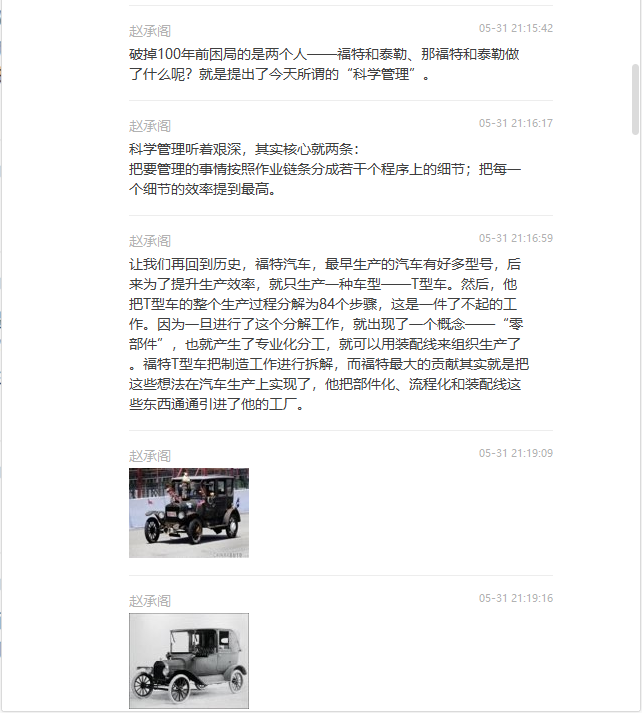 赵承阁
05-31 21:15:42
破掉100年前困局的是两个人——福特和泰勒、那福特和泰勒做
了什么呢？就是提出了今天所谓的“科学管理”。
赵承阁
05-31 21:16:17
科学管理听着艰深，其实核心就两条：
把要管理的事情按照作业链条分成若干个程序上的细节；把每一
个细节的效率提到最高。
赵承阁
05-31 21:16:59
让我们再回到历史，福特汽车，最早生产的汽车有好多型号，后
来为了提升生产效率，就只生产一种车型——T型车。然后，他
把T型车的整个生产过程分解为84个步骤，这是一件了不起的工
作。因为一旦进行了这个分解工作，就出现了一个概念——“零
部件”，也就产生了专业化分工，就可以用装配线来组织生产了
。福特T型车把制造工作进行拆解，而福特最大的贡献其实就是把
这些想法在汽车生产上实现了，他把部件化、流程化和装配线这
些东西通通引进了他的工厂。
赵承阁
05-31 21:19:09
赵承阁
05-31 21:19:16